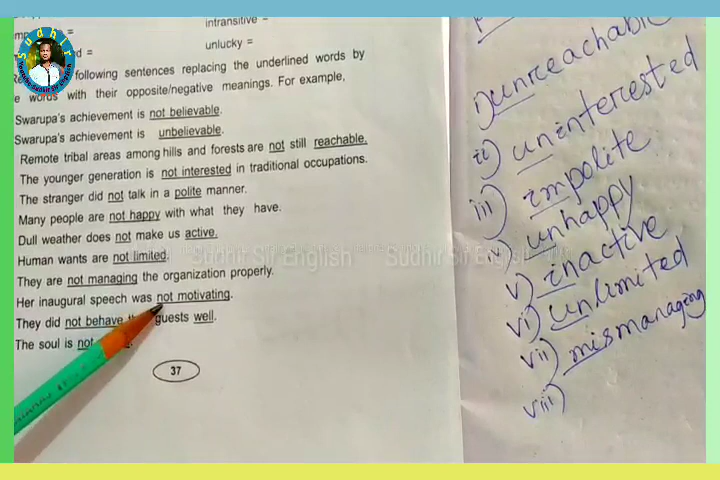 intransitive =
unlucky =
following sentences replacing the underlined words by
words with their opposite/negative meanings. For example,
Swarupa's achievement is not believable.
Swarupa's achievement is unbelievable.
Remote tribal areas among hills and forests are not still reachable.
The younger generation is not interested in traditional occupations.
The stranger did not talk in a polite manner.
Many people are not happy with what they have.
Dull weather does not make us active.
Human wants are not limited.
They are not managing the organization properly.
Her inaugural speech was not motivating.
They did not behave guests well.
The soul is not
37
i) unreachable
ii) uninterested
iii) impolite
unhappy
v) inactive
vi) unlimited
vii) mismanaging
viii)
Sudhir Sir English Sudhir Sir English
Sudhir